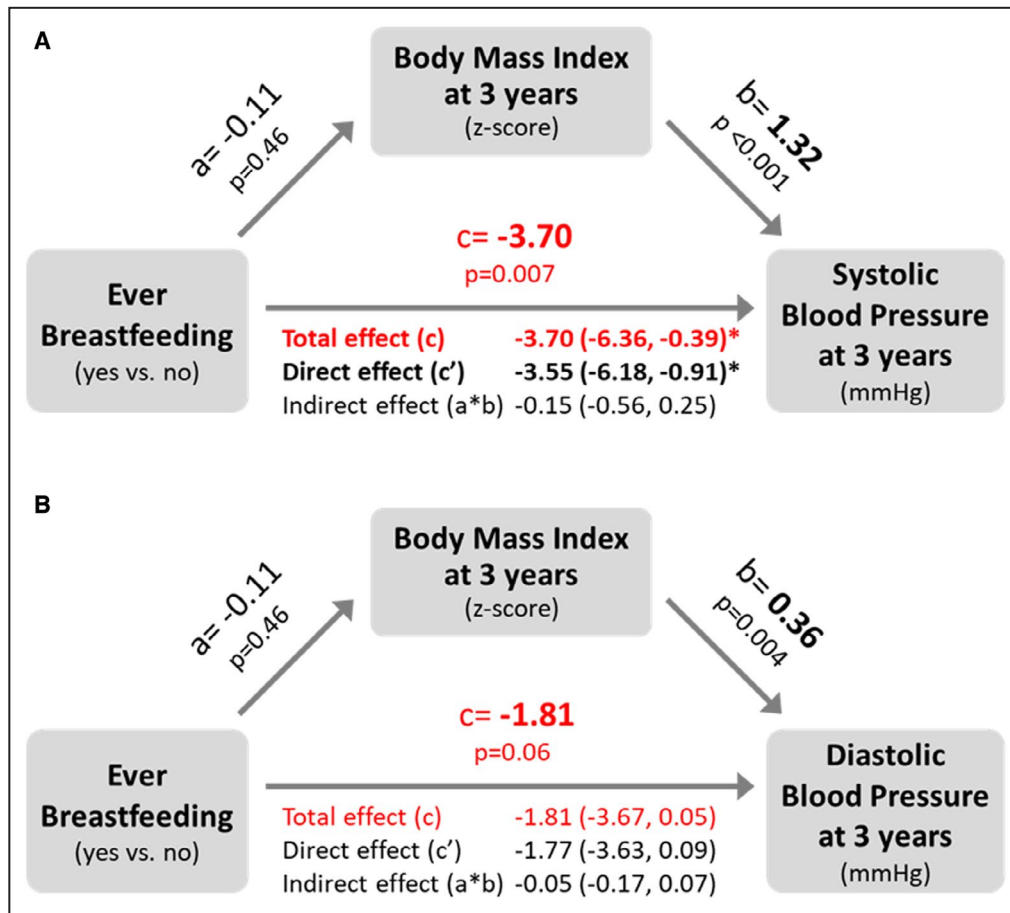 A
Body Mass Index
at 3 years
(z-score)
a= -0.11
p=0.46
b= 1.32
p <0.001
c= -3.70
p=0.007
Ever
Breastfeeding
(yes vs. no)
Systolic
Blood Pressure
at 3 years
(mmHg)
Total effect (c) -3.70 (-6.36, -0.39)*
Direct effect (c’) -3.55 (-6.18, -0.91)*
Indirect effect (a*b) -0.15 (-0.56, 0.25)
B
Body Mass Index
at 3 years
(z-score)
a= -0.11
p=0.46
b= 0.36
p=0.004
c= -1.81
p=0.06
Ever
Breastfeeding
(yes vs. no)
Diastolic
Blood Pressure
at 3 years
(mmHg)
Total effect (c) -1.81 (-3.67, 0.05)
Direct effect (c’) -1.77 (-3.63, 0.09)
Indirect effect (a*b) -0.05 (-0.17, 0.07)